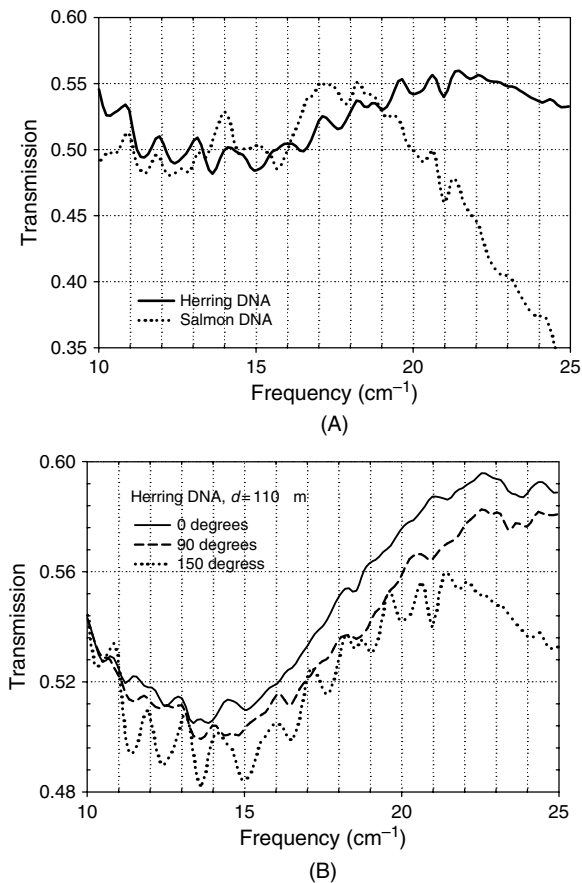 0.60
0.55
0.50
0.45
0.40
0.35
Transmission
Herring DNA
Salmon DNA
10 15 20 25
Frequency (cm−1)
(A)
0.60
0.56
0.52
0.48
Transmission
Herring DNA, d=110 m
0 degrees
90 degrees
150 degress
10 15 20 25
Frequency (cm−1)
(B)